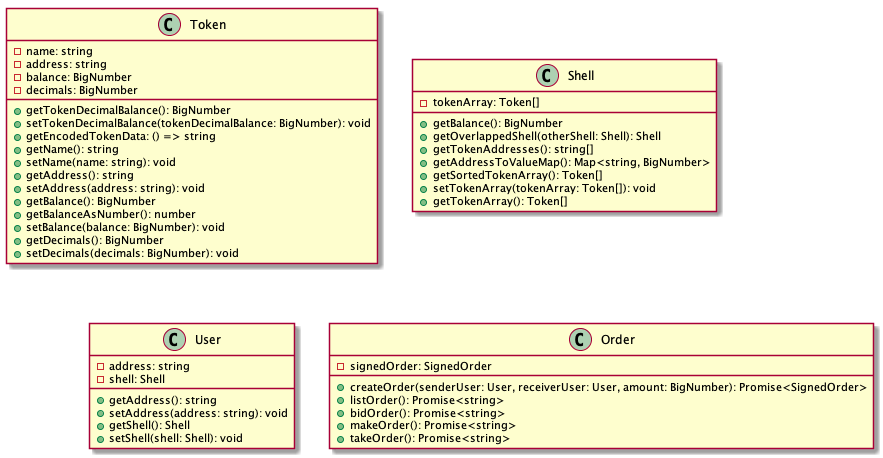 C Token
name: string
address: string
balance: BigNumber
decimals: BigNumber
getTokenDecimalBalance(): BigNumber
setTokenDecimalBalance(tokenDecimalBalance: BigNumber): void
getEncodedTokenData: () => string
getName(): string
setName(name: string): void
getAddress(): string
setAddress(address: string): void
getBalance(): BigNumber
getBalanceAsNumber(): number
setBalance(balance: BigNumber): void
getDecimals(): BigNumber
setDecimals(decimals: BigNumber): void
C Shell
tokenArray: Token[]
getBalance(): BigNumber
getOverlappedShell(otherShell: Shell): Shell
getTokenAddresses(): string[]
getAddressToValueMap(): Map<string, BigNumber>
getSortedTokenArray(): Token[]
setTokenArray(tokenArray: Token[]): void
getTokenArray(): Token[]
C User
address: string
shell: Shell
getAddress(): string
setAddress(address: string): void
getShell(): Shell
setShell(shell: Shell): void
C Order
signedOrder: SignedOrder
createOrder(senderUser: User, receiverUser: User, amount: BigNumber): Promise<SignedOrder>
listOrder(): Promise<string>
bidOrder(): Promise<string>
makeOrder(): Promise<string>
takeOrder(): Promise<string>